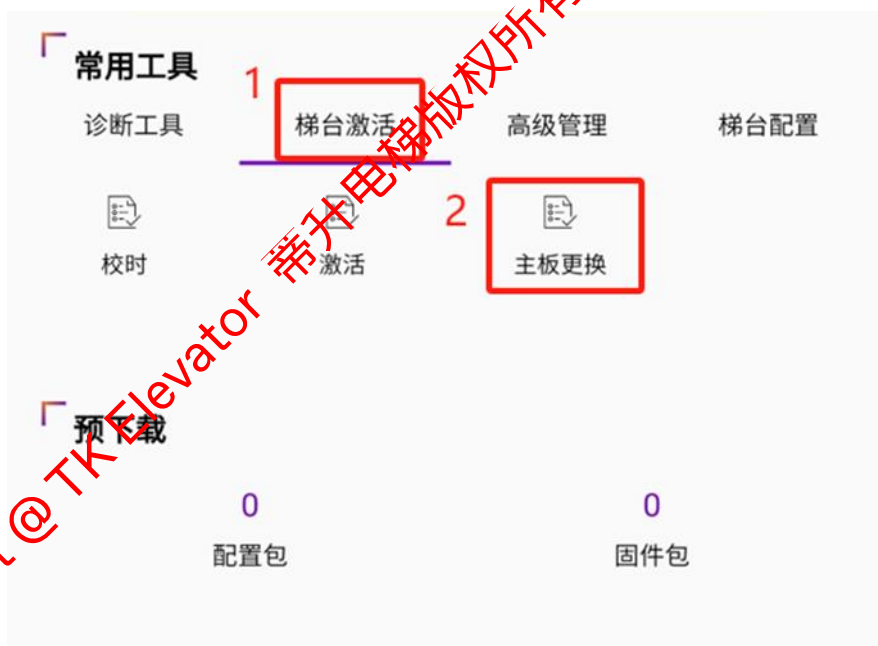 常用工具
1
诊断工具 梯台激活 高级管理 梯台配置
2
校时 激活 主板更换
预下载
0 0
配置包 固件包
@ TK Elevator 蒂升电梯版权所有